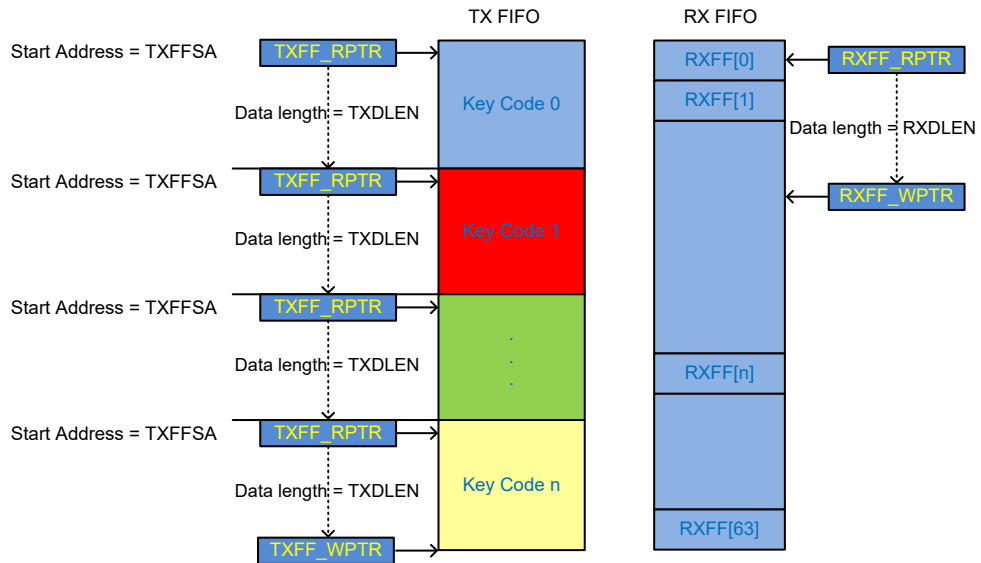 TX FIFO
RX FIFO
Start Address = TXFFSA
TXFF_RPTR
RXFF[0]
RXFF_RPTR
Key Code 0
RXFF[1]
Data length = TXDLEN
Data length = RXDLEN
Start Address = TXFFSA
TXFF_RPTR
RXFF_WPTR
Key Code 1
Data length = TXDLEN
Start Address = TXFFSA
TXFF_RPTR
.
.
.
Data length = TXDLEN
RXFF[n]
Start Address = TXFFSA
TXFF_RPTR
Key Code n
Data length = TXDLEN
RXFF[63]
TXFF_WPTR